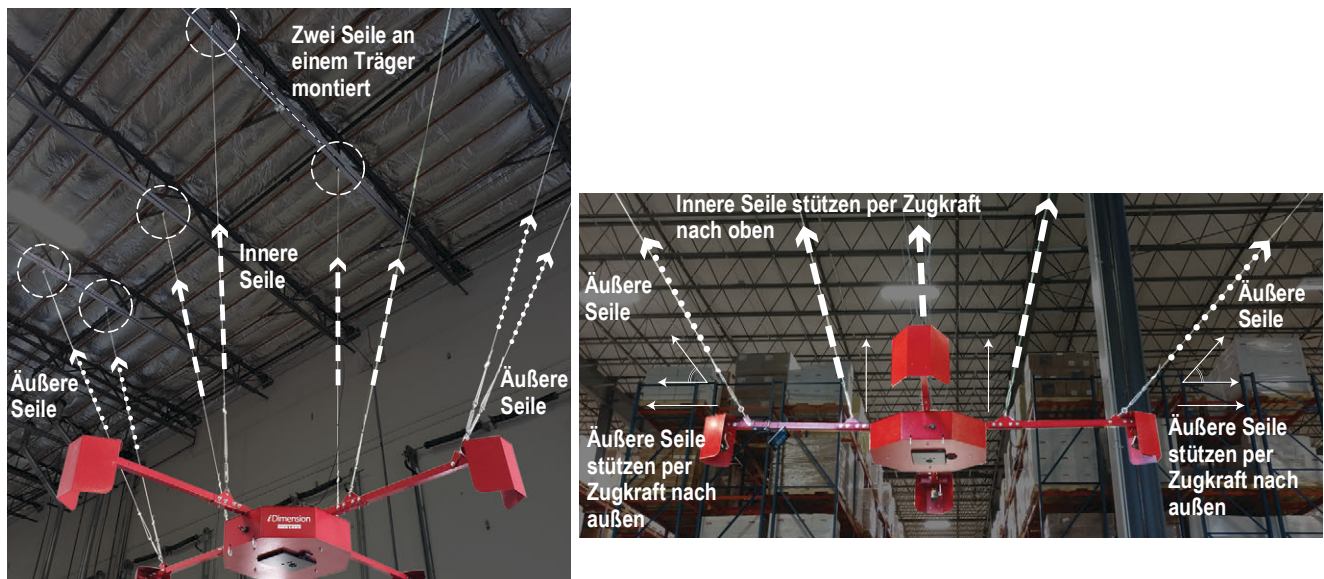 Zwei Seile an
einem Träger
montiert
Innere
Seile
Äußere
Seile
Äußere
Seile
iDimension
Innere Seile stützen per Zugkraft
nach oben
Äußere
Seile
Äußere
Seile
Äußere Seile
stützen per
Zugkraft nach
außen
Äußere Seile
stützen per
Zugkraft nach
außen